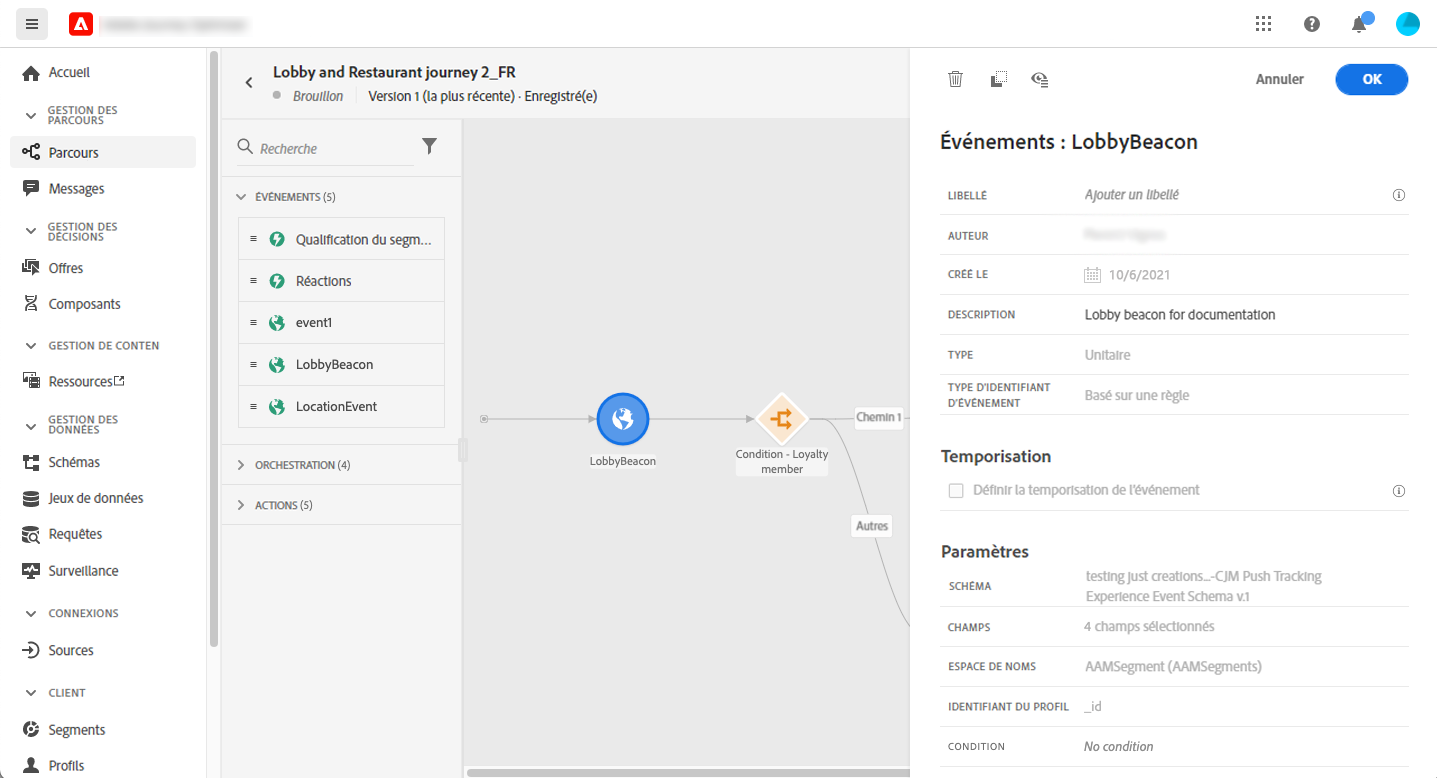 Accueil
GESTION DES
PARCOURS
Parcours
Messages
GESTION DES
DÉCISIONS
Offres
Composants
GESTION DE CONTEN
Ressources
GESTION DES
DONNÉES
Schémas
Jeux de données
Requêtes
Surveillance
CONNEXIONS
Sources
CLIENT
Segments
Profils
Lobby and Restaurant journey 2_FR
Brouillon
Version 1 (la plus récente) · Enregistré(e)
Recherche
ÉVÉNEMENTS (5)
Qualification du segm...
Réactions
event1
LobbyBeacon
LocationEvent
ORCHESTRATION (4)
ACTIONS (5)
LobbyBeacon
Condition - Loyalty
member
Chemin 1
Autres
Annuler
OK
Événements : LobbyBeacon
LIBELLÉ Ajouter un libellé
AUTEUR
CRÉÉ LE 10/6/2021
DESCRIPTION Lobby beacon for documentation
TYPE Unitaire
TYPE D'IDENTIFIANT
D'ÉVÉNEMENT
Basé sur une règle
Temporisation
Définir la temporisation de l'événement
Paramètres
SCHÉMA
testing just creations...-CJM Push Tracking
Experience Event Schema v.1
CHAMPS 4 champs sélectionnés
ESPACE DE NOMS AAMSegment (AAMSegments)
IDENTIFIANT DU PROFIL _id
CONDITION No condition